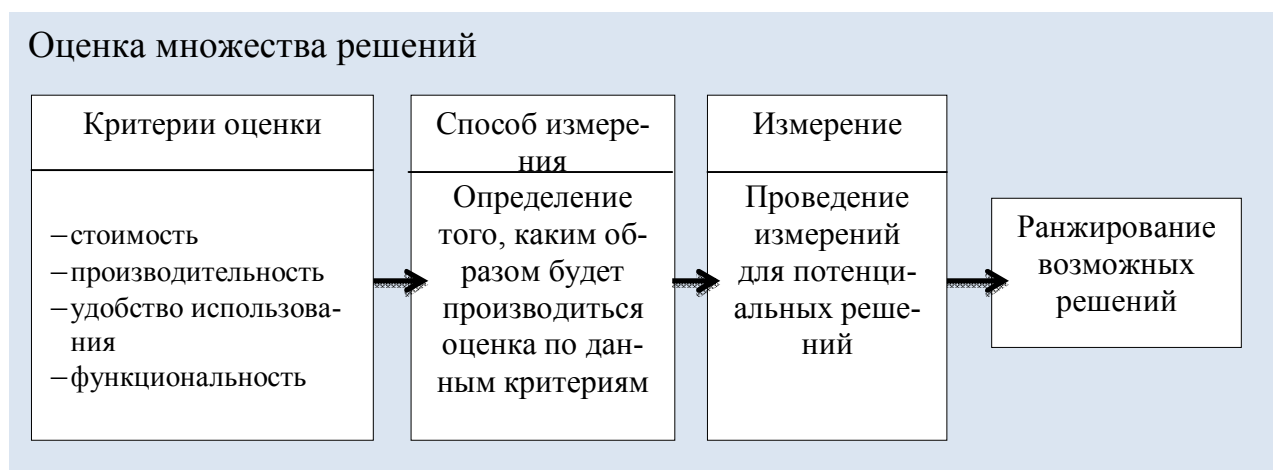 Оценка множества решений
Критерии оценки
–стоимость
–производительность
–удобство использова-
ния
–функциональность
Способ измере-
ния
Определение
того, каким об-
разом будет
производиться
оценка по дан-
ным критериям
Измерение
Проведение
измерений
для потенци-
альных реше-
ний
Ранжирование
возможных
решений